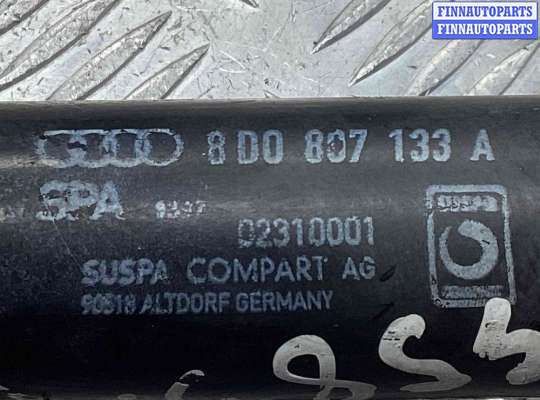 FINNAUTOPARTS
FINNAUTOPARTS
8D0 807 133 A
SPA
02310001
SUSPA COMPART AG
90518 ALTDORF GERMANY